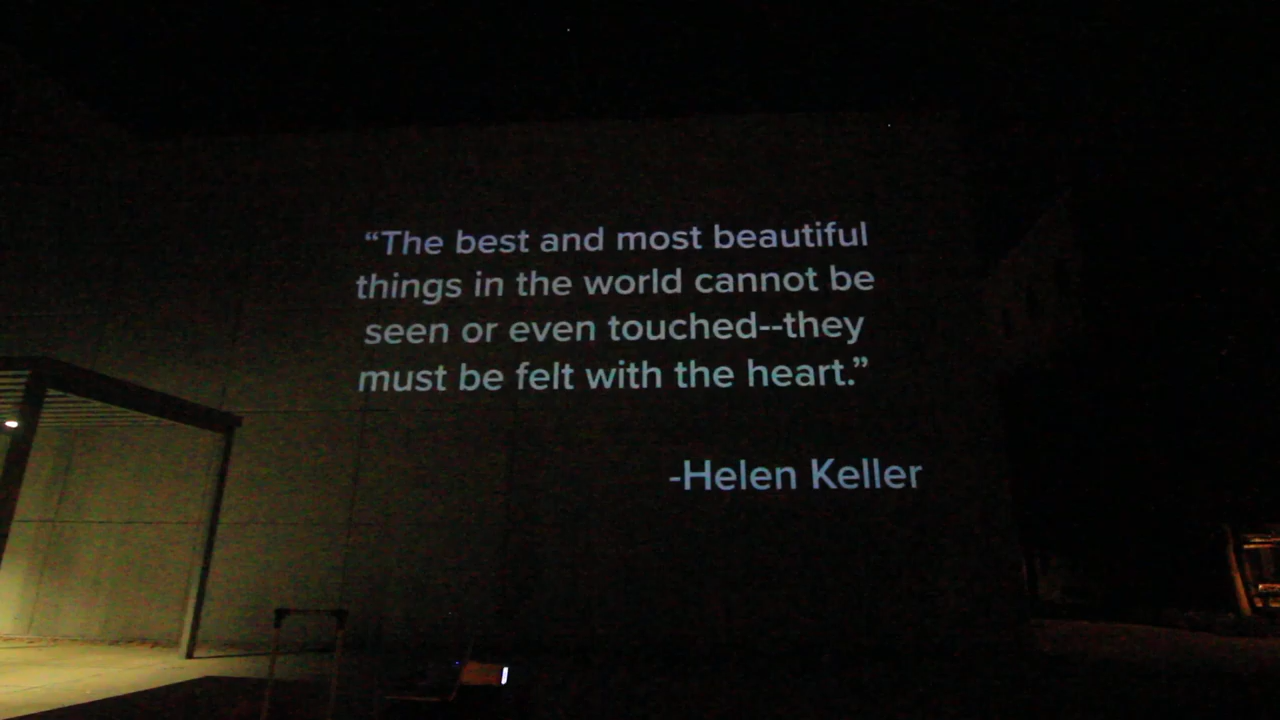 “The best and most beautiful
things in the world cannot be
seen or even touched--they
must be felt with the heart.”
-Helen Keller